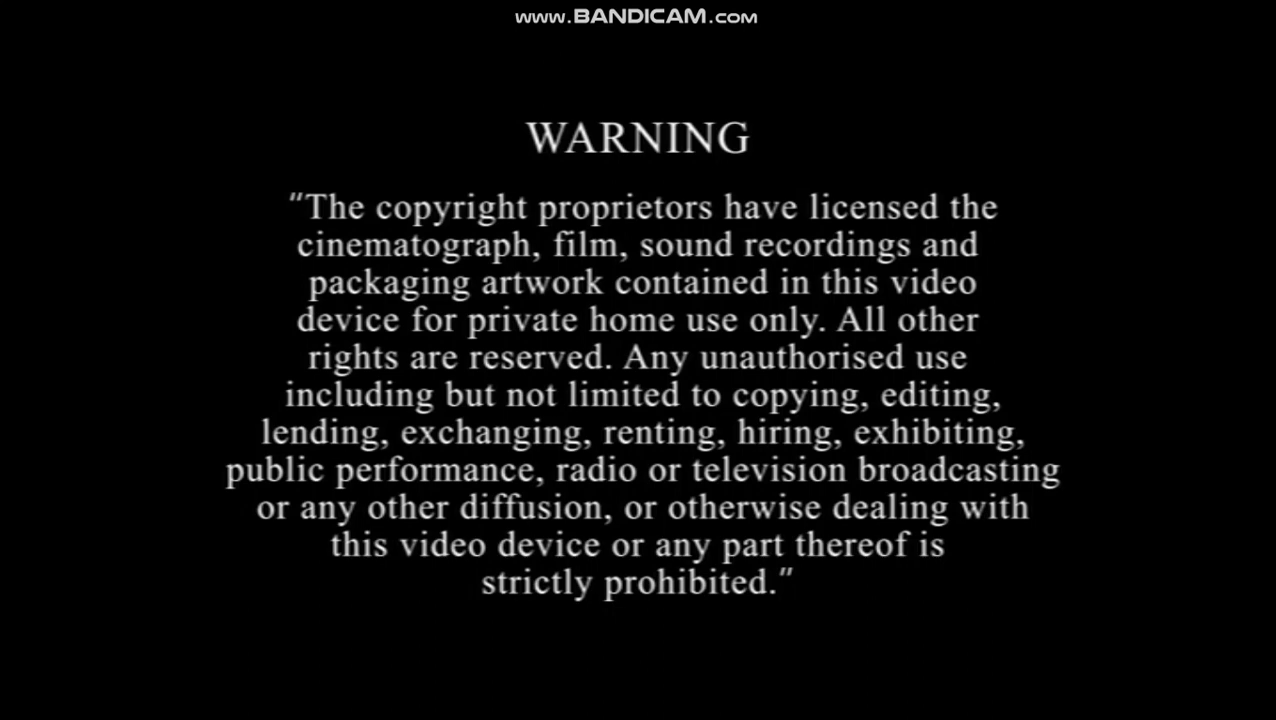 www.BANDICAM.com
WARNING
"The copyright proprietors have licensed the
cinematograph, film, sound recordings and
packaging artwork contained in this video
device for private home use only. All other
rights are reserved. Any unauthorised use
including but not limited to copying, editing,
lending, exchanging, renting, hiring, exhibiting,
public performance, radio or television broadcasting
or any other diffusion, or otherwise dealing with
this video device or any part thereof is
strictly prohibited."